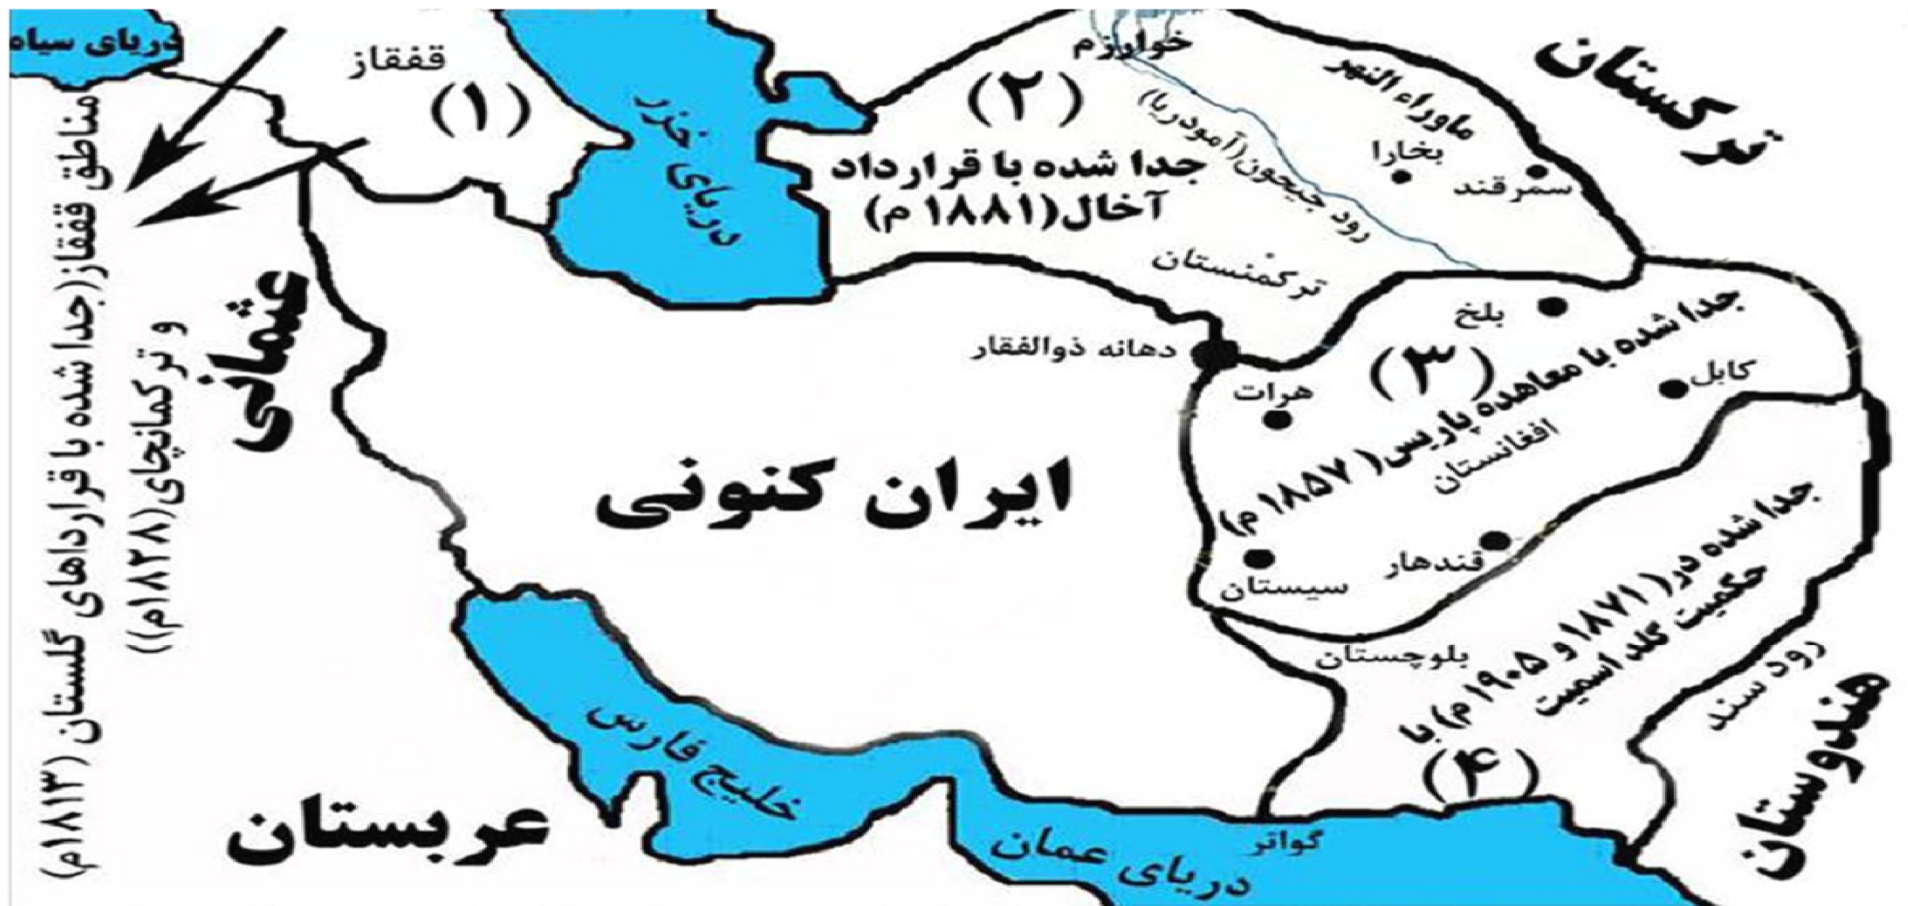 دریای سیاه
قفقاز
(۱)
دریای خزر
خوارزم
(۲)
ماوراء النهر
ترکستان
بخارا
سمرقند
رود جیحون(آمودریا)
جدا شده با قرارداد
آخال(۱۸۸۱ م)
ترکمنستان
مناطق قفقاز(جدا شده با قراردادهای گلستان (۱۸۱۳م)
و ترکمانچای(۱۸۲۸م))
عثمانی
دهانه ذوالفقار
بلخ
(۳)
هرات
کابل
جدا شده با معاهده پاریس( ۱۸۵۷ م)
افغانستان
ایران کنونی
سیستان
قندهار
جدا شده در( ۱۸۷۱ و ۱۹۰۵ م) با
حکمیت گلد اسمیت
بلوچستان
(۴)
رود سند
هندوستان
خلیج فارس
عربستان
دریای عمان
گواتر